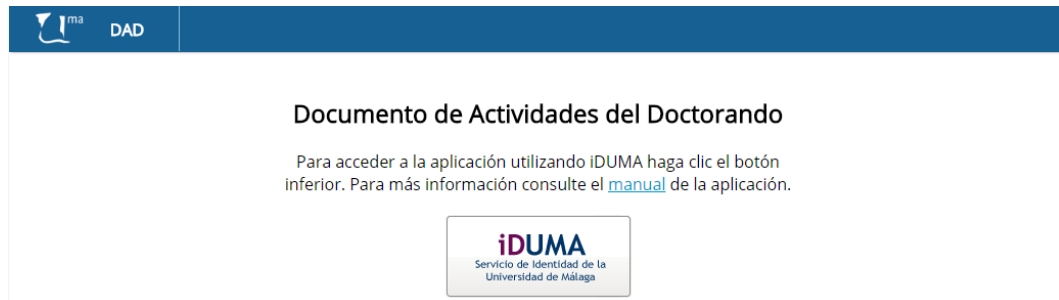 uma DAD
Documento de Actividades del Doctorando
Para acceder a la aplicación utilizando iDUMA haga clic el botón
inferior. Para más información consulte el manual de la aplicación.
iDUMA
Servicio de Identidad de la
Universidad de Málaga